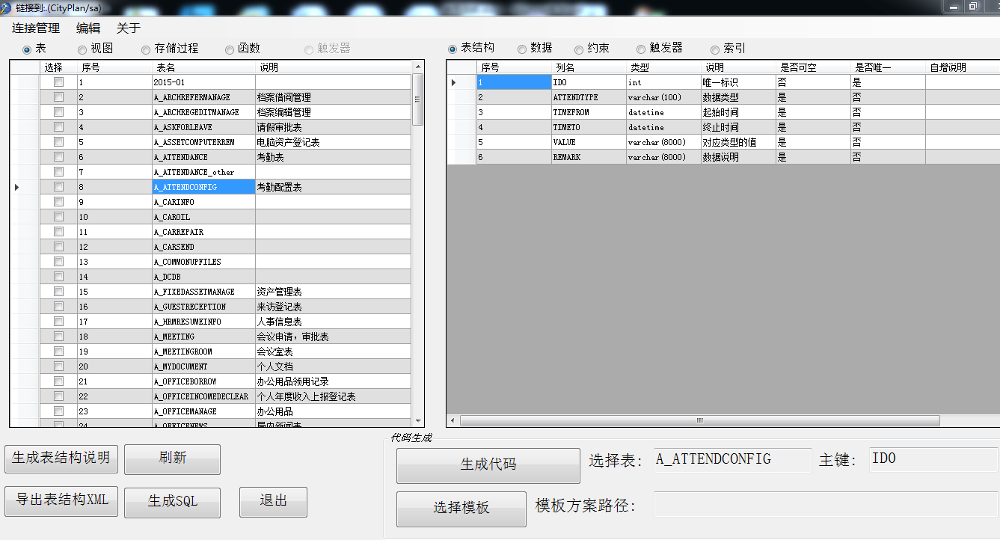 链接到:.(CityPlan/sa)
连接管理 编辑 关于
表 视图 存储过程 函数 触发器
选择 序号 表名 说明
1 2015-01
2 A_ARCHREFERMANAGE 档案借阅管理
3 A_ARCHREGEDITMANAGE 档案编辑管理
4 A_ASKFORLEAVE 请假审批表
5 A_ASSETCOMPUTERREM 电脑资产登记表
6 A_ATTENDANCE 考勤表
7 A_ATTENDANCE_other
8 A_ATTENDCONFIG 考勤配置表
9 A_CARINFO
10 A_CAROIL
11 A_CARREPAIR
12 A_CARSEND
13 A_COMMONUPFILES
14 A_DCDB
15 A_FIXEDASSETMANAGE 资产管理表
16 A_GUESTRECEPTION 来访登记表
17 A_HRMRESUMEINFO 人事信息表
18 A_MEETING 会议申请，审批表
19 A_MEETINGROOM 会议室表
20 A_MYDOCUMENT 个人文档
21 A_OFFICEBORROW 办公用品领用记录
22 A_OFFICEINCOMEDECLEAR 个人年度收入上报登记表
23 A_OFFICEMANAGE 办公用品
24 A_OFFICENEWS 局内新闻表
表结构 数据 约束 触发器 索引
序号 列名 类型 说明 是否可空 是否唯一 自增说明
1 IDO int 唯一标识 否 是
2 ATTENDTYPE varchar(100) 数据类型 是 否
3 TIMEFROM datetime 起始时间 是 否
4 TIMETO datetime 终止时间 是 否
5 VALUE varchar(8000) 对应类型的值 是 否
6 REMARK varchar(8000) 数据说明 是 否
生成表结构说明 刷新
导出表结构XML 生成SQL 退出
代码生成
生成代码 选择表: A_ATTENDCONFIG 主键: IDO
选择模板 模板方案路径: